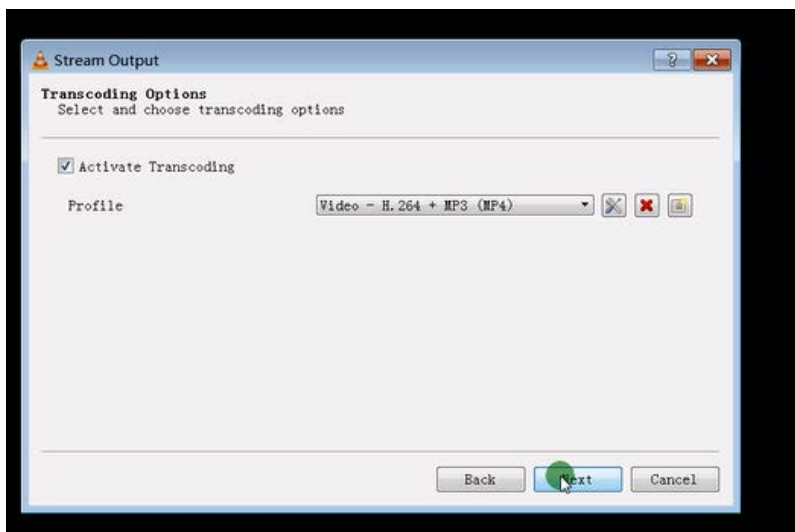 Stream Output
Transcoding Options
Select and choose transcoding options
Activate Transcoding
Profile
Video - H.264 + MP3 (MP4)
Back
Next
Cancel